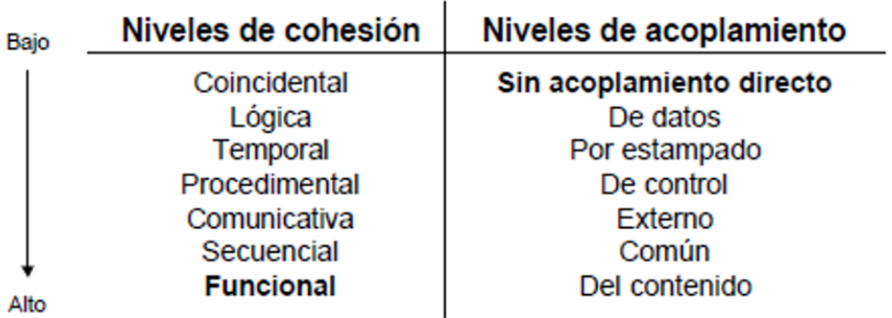 Niveles de cohesión Niveles de acoplamiento
Bajo
Coincidental Sin acoplamiento directo
Lógica De datos
Temporal Por estampado
Procedimental De control
Comunicativa Externo
Secuencial Común
Funcional Del contenido
Alto